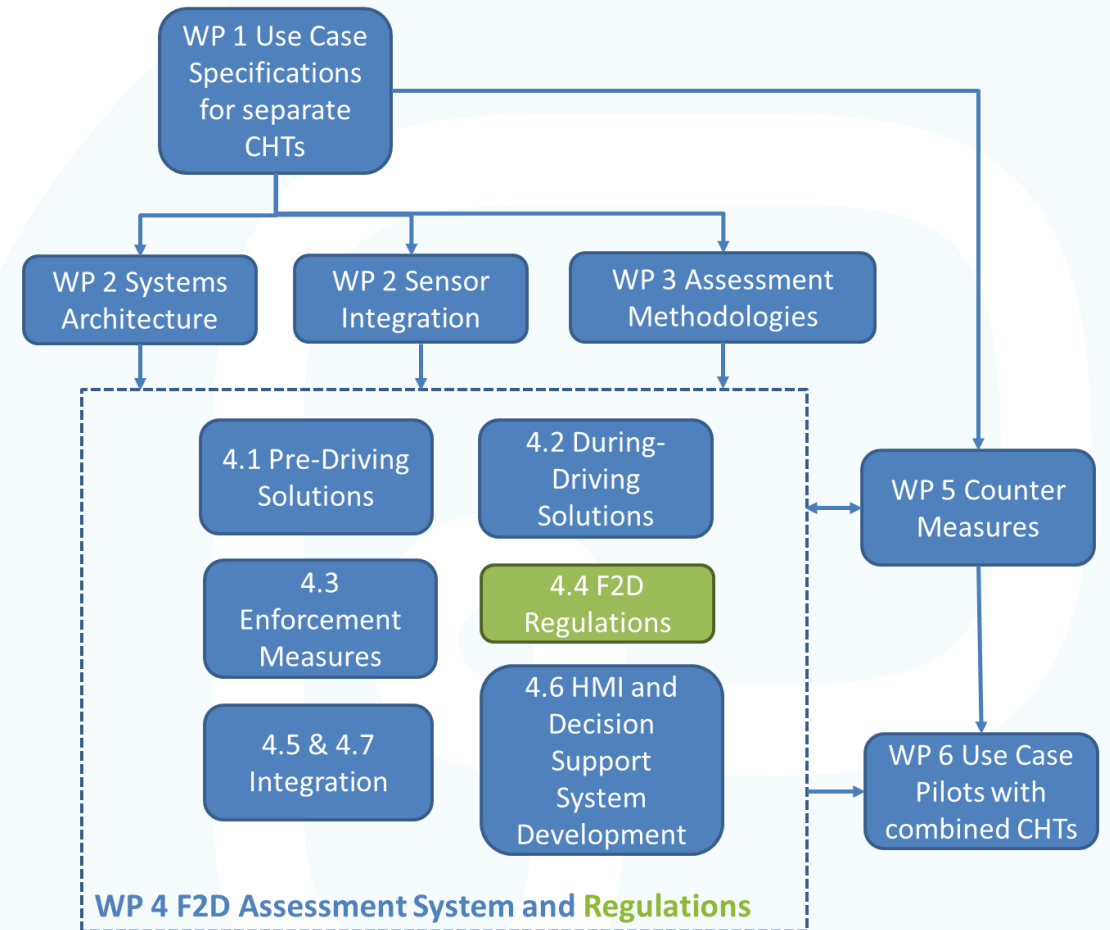 WP 1 Use Case
Specifications
for separate
CHTs
WP 2 Systems
Architecture
WP 2 Sensor
Integration
WP 3 Assessment
Methodologies
4.1 Pre-Driving
Solutions
4.2 During-
Driving
Solutions
WP 5 Counter
Measures
4.3
Enforcement
Measures
4.4 F2D
Regulations
4.5 & 4.7
Integration
4.6 HMI and
Decision
Support
System
Development
WP 6 Use Case
Pilots with
combined CHTs
WP 4 F2D Assessment System and Regulations